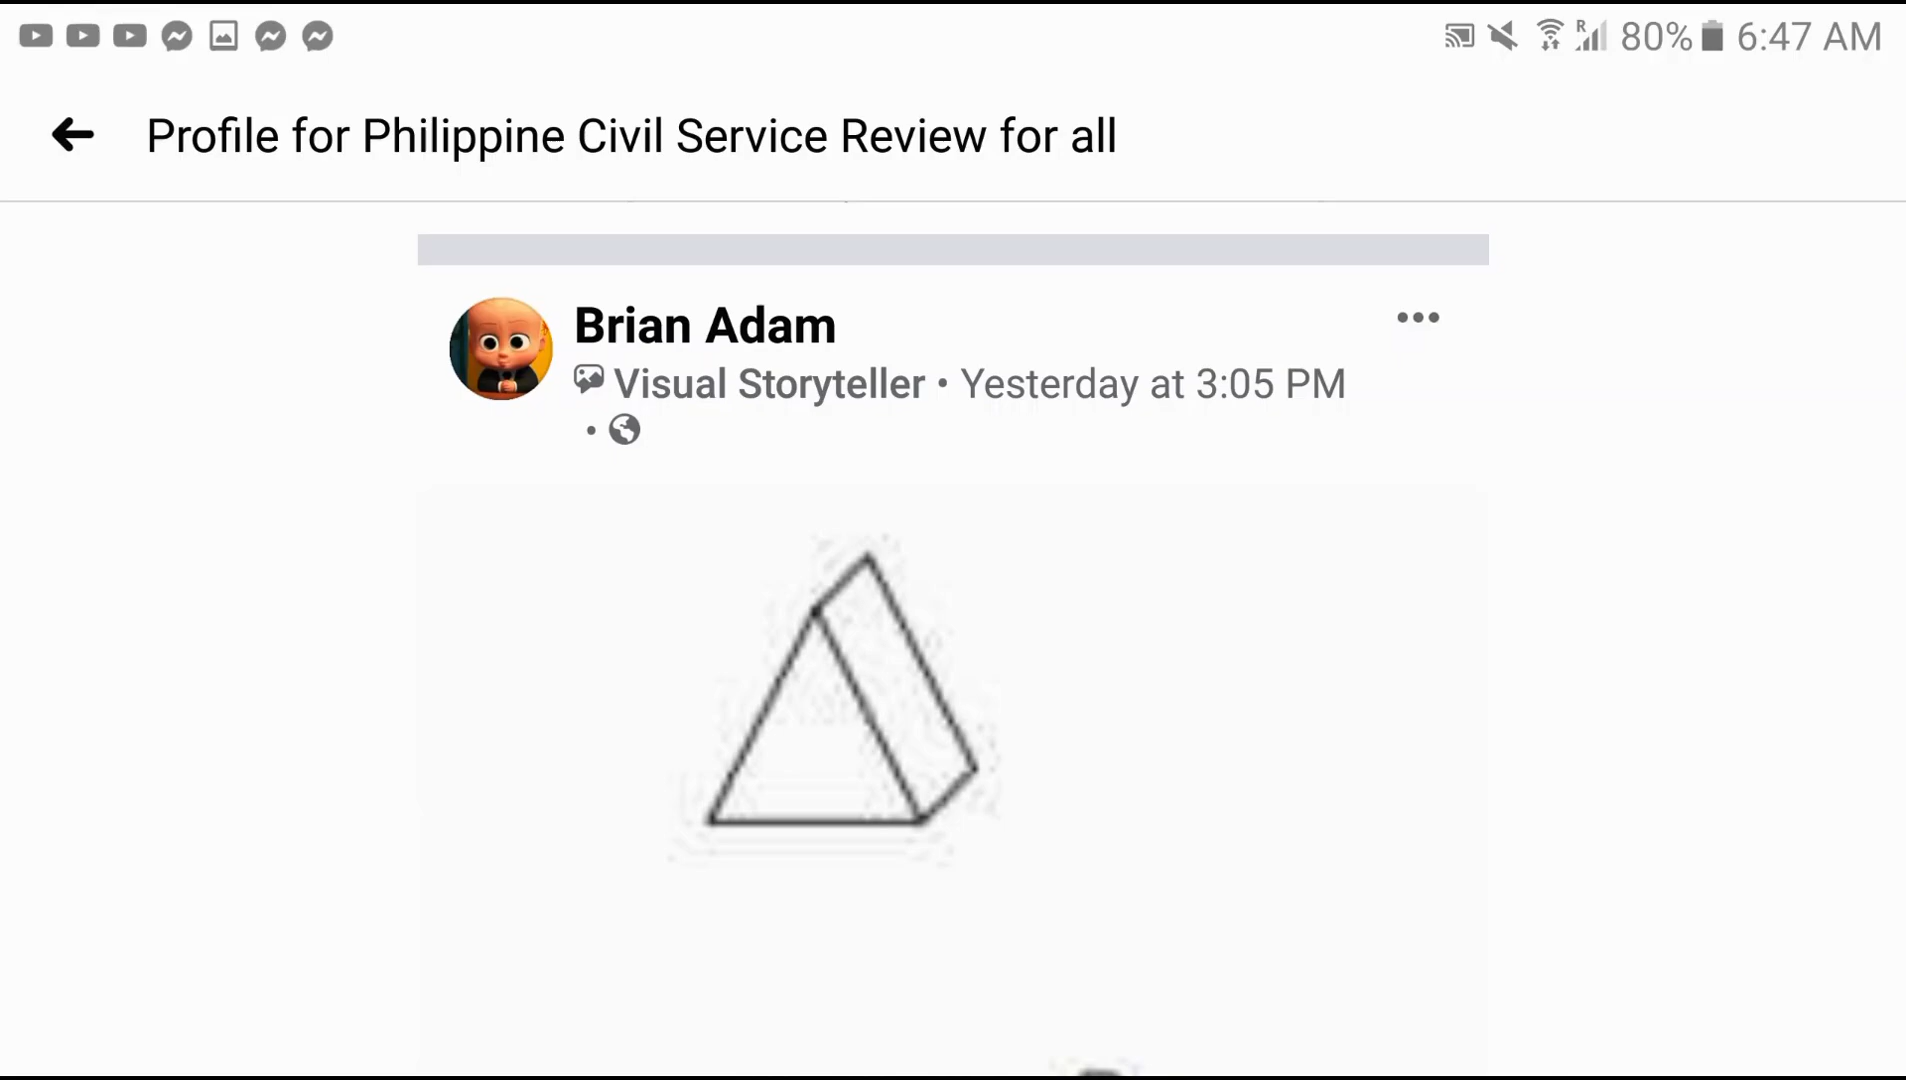 80% 6:47 AM
Profile for Philippine Civil Service Review for all
Brian Adam
Visual Storyteller • Yesterday at 3:05 PM